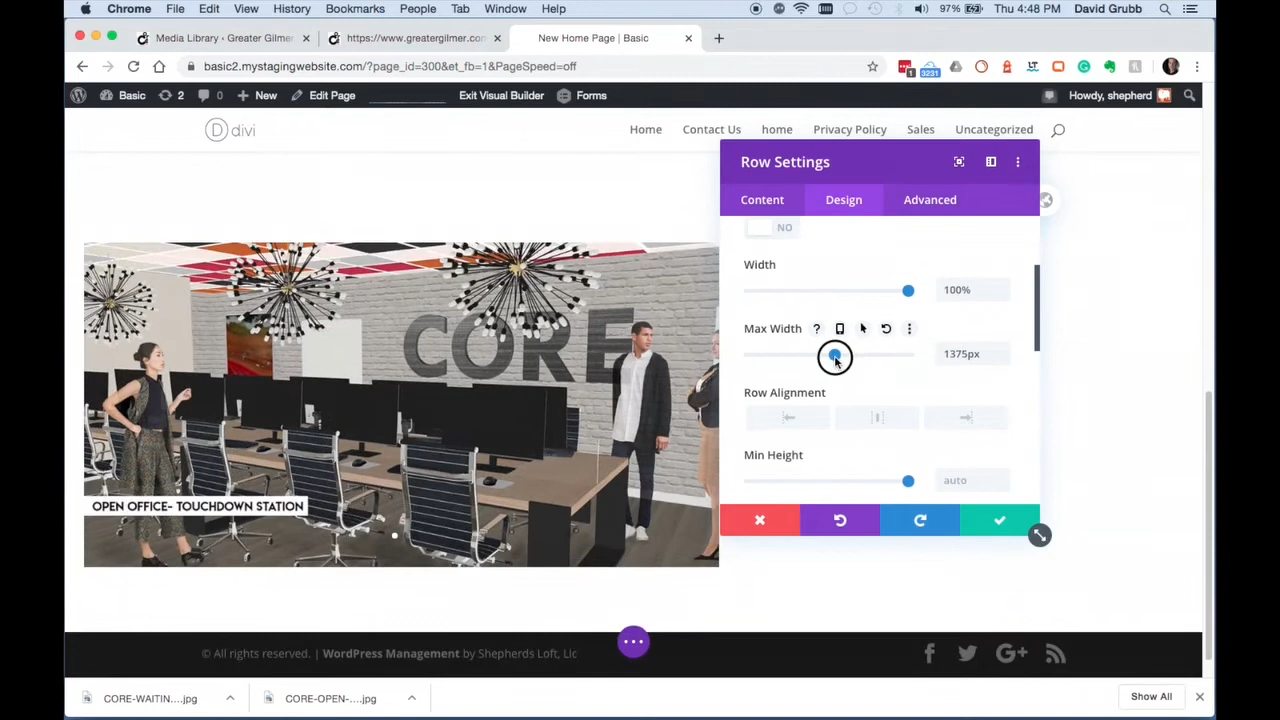 Chrome File Edit View History Bookmarks People Tab Window Help 97% Thu 4:48 PM David Grubb
Media Library ‹ Greater Gilmer × https://www.greatergilmer.con × New Home Page | Basic × +
basic2.mystagingwebsite.com/?page_id=300&et_fb=1&PageSpeed=off 1 3231 LT
Basic 2 0 + New Edit Page Exit Visual Builder Forms Howdy, shepherd
D divi Home Contact Us home Privacy Policy Sales Uncategorized
Row Settings
Content Design Advanced
NO
Width
100%
Max Width ?
1375px
Row Alignment
Min Height
auto
CORE
OPEN OFFICE- TOUCHDOWN STATION
© All rights reserved. | WordPress Management by Shepherds Loft, Llc
CORE-WAITIN....jpg CORE-OPEN-....jpg Show All